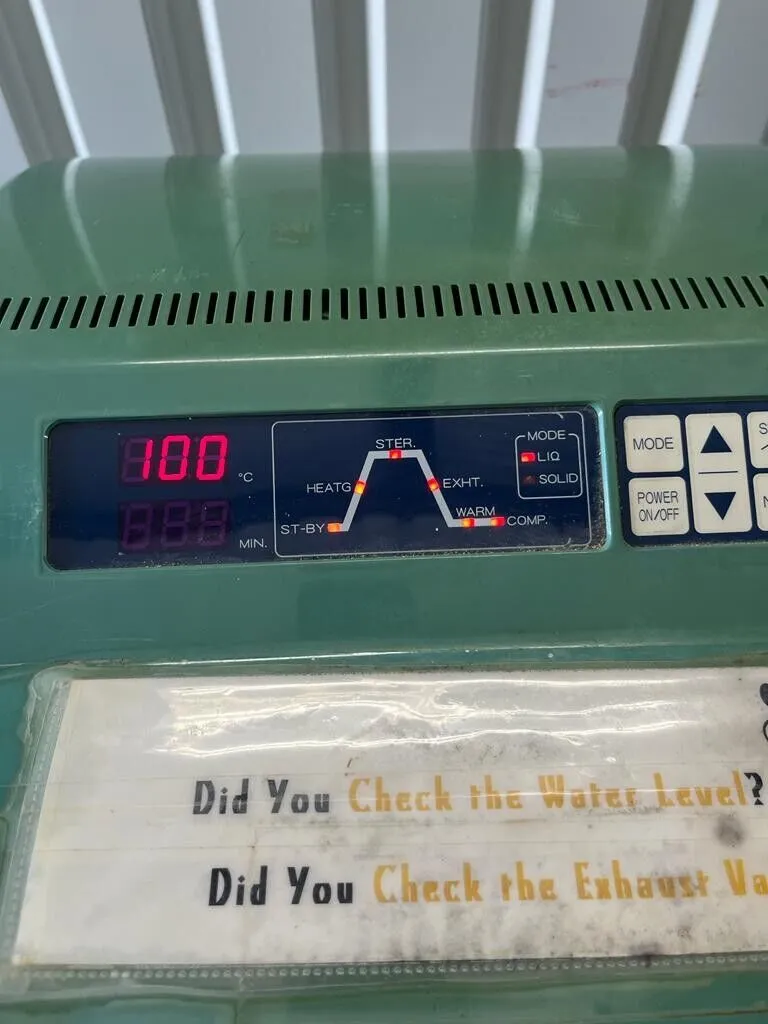 100 °C
MIN.
STER.
HEATG
EXHT.
ST-BY
WARM
COMP.
MODE
LIQ
SOLID
MODE
POWER
ON/OFF
Did You Check the Water Level?
Did You Check the Exhaust